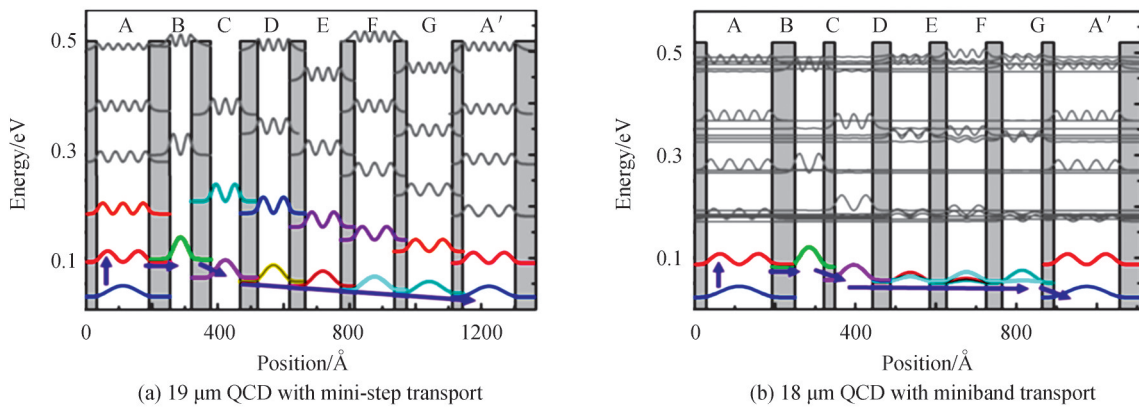 A B C D E F G A′
0.5
0.3
0.1
Energy/eV
0 400 800 1200
Position/Å
(a) 19 μm QCD with mini-step transport
A B C D E F G A′
0.5
0.3
0.1
Energy/eV
0 400 800
Position/Å
(b) 18 μm QCD with miniband transport